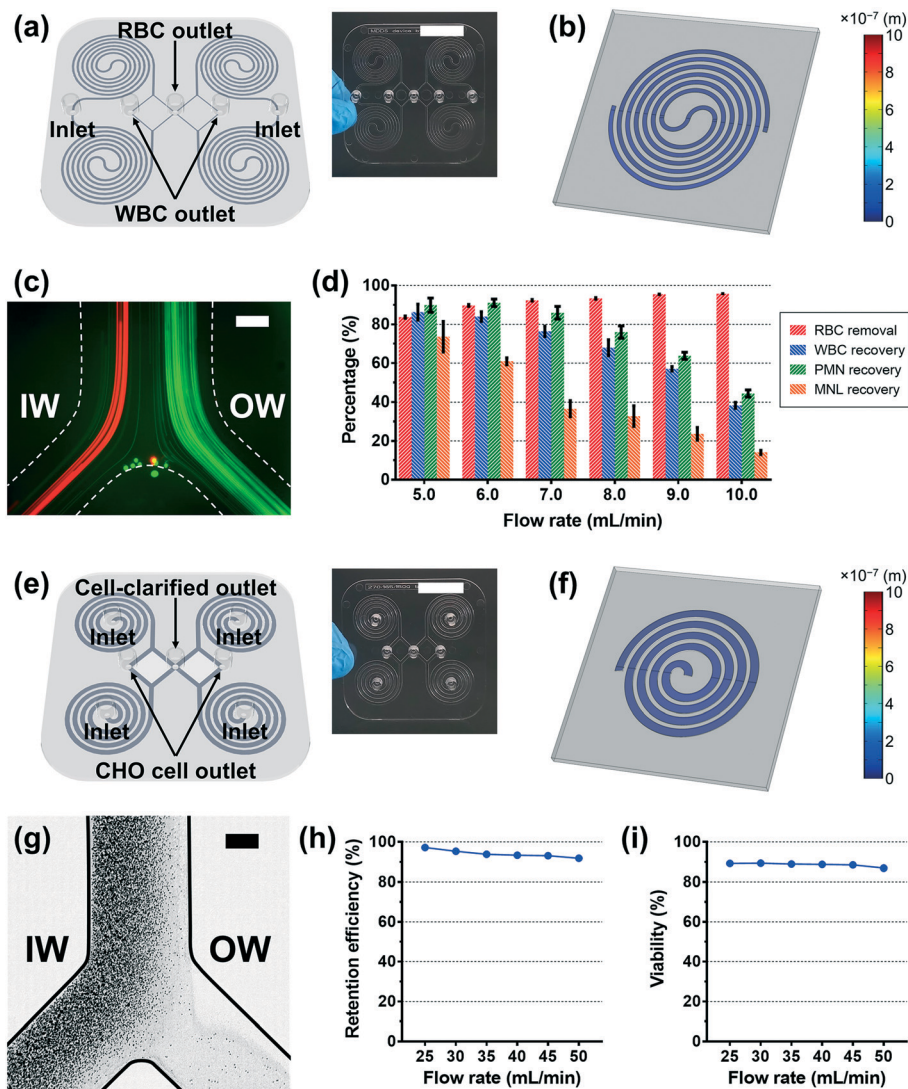 (a)
RBC outlet
Inlet
Inlet
WBC outlet
(b)
×10⁻⁷ (m)
10
8
6
4
2
0
(c)
IW
OW
(d)
Percentage (%)
100
80
60
40
20
0
5.0 6.0 7.0 8.0 9.0 10.0
Flow rate (mL/min)
RBC removal
WBC recovery
PMN recovery
MNL recovery
(e)
Cell-clarified outlet
Inlet
Inlet
Inlet
Inlet
CHO cell outlet
(f)
×10⁻⁷ (m)
10
8
6
4
2
0
(g)
IW
OW
(h)
Retention efficiency (%)
100
80
60
40
20
0
25 30 35 40 45 50
Flow rate (mL/min)
(i)
Viability (%)
100
80
60
40
20
0
25 30 35 40 45 50
Flow rate (mL/min)